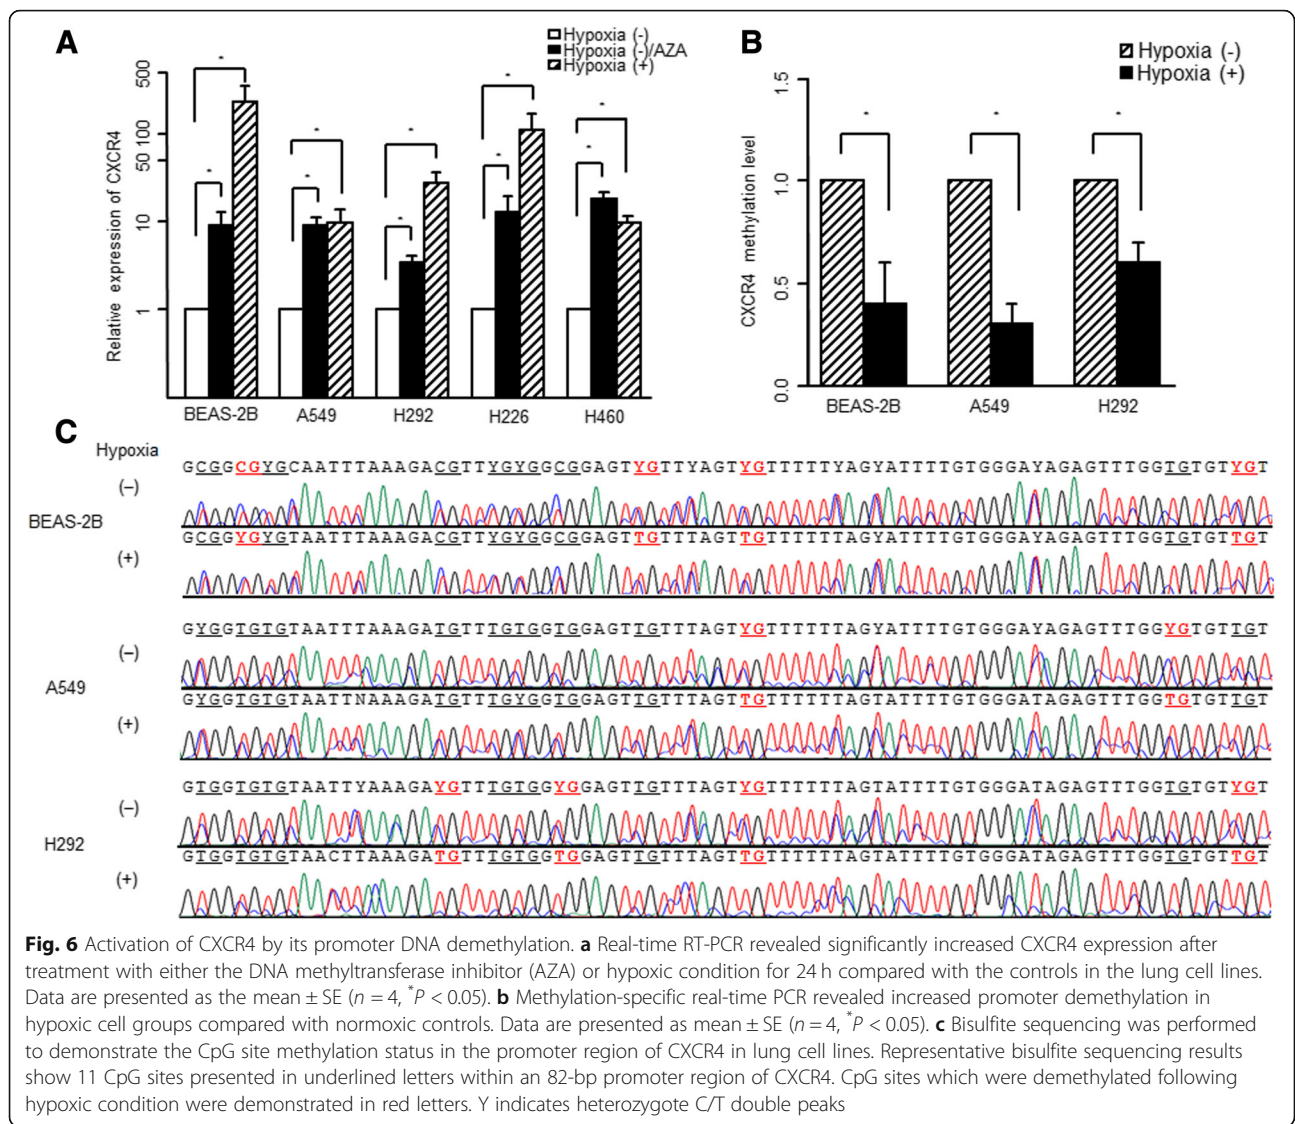 A
Hypoxia (-)
Hypoxia (-)/AZA
Hypoxia (+)
Relative expression of CXCR4
500
100
50
10
1
* * * * * * * * * *
BEAS-2B A549 H292 H226 H460
B
Hypoxia (-)
Hypoxia (+)
CXCR4 methylation level
1.5
1.0
0.5
0.0
* * *
BEAS-2B A549 H292
C
Hypoxia
BEAS-2B
(–)
GCGGCGYGCAATTTAAAGACGTTYGYGGCGGAGTYGTTYAGTYGTTTTTYAGYATTTTGTGGGAYAGAGTTTGGTGTGTYGT
(+)
GCGGYGYGTAATTTAAAGACGTTYGYGGCGGAGTTGTTTAGTTGTTTTTTAGYATTTTGTGGGAYAGAGTTTGGTGTGTTGT
A549
(–)
GYGGTGTGTAATTTAAAGATGTTTGTGGTGGAGTTGTTTAGTYGTTTTTTAGYATTTTGTGGGAYAGAGTTTGGYGTGTTGT
(+)
GYGGTGTGTAATTNAAAGATGTTTGYGGTGGAGTTGTTTAGTTGTTTTTTAGTATTTTGTGGGATAGAGTTTGGTGTGTTGT
H292
(–)
GTGGTGTGTAATTYAAAGAYGTTTGTGGYGGAGTTGTTTAGTYGTTTTTTAGTATTTTGTGGGAYAGAGTTTGGTGTGTYGT
(+)
GTGGTGTGTAACTTAAAGATGTTTGTGGTGGAGTTGTTTAGTTGTTTTTTAGTATTTTGTGGGATAGAGTTTGGTGTGTTGT
Fig. 6 Activation of CXCR4 by its promoter DNA demethylation. a Real-time RT-PCR revealed significantly increased CXCR4 expression after
treatment with either the DNA methyltransferase inhibitor (AZA) or hypoxic condition for 24 h compared with the controls in the lung cell lines.
Data are presented as the mean ± SE (n = 4, *P < 0.05). b Methylation-specific real-time PCR revealed increased promoter demethylation in
hypoxic cell groups compared with normoxic controls. Data are presented as mean ± SE (n = 4, *P < 0.05). c Bisulfite sequencing was performed
to demonstrate the CpG site methylation status in the promoter region of CXCR4 in lung cell lines. Representative bisulfite sequencing results
show 11 CpG sites presented in underlined letters within an 82-bp promoter region of CXCR4. CpG sites which were demethylated following
hypoxic condition were demonstrated in red letters. Y indicates heterozygote C/T double peaks